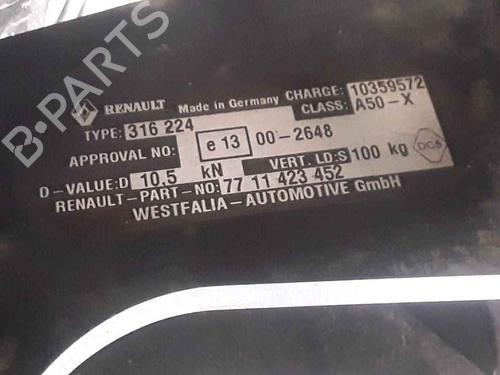 B-PARTS
RENAULT Made in Germany CHARGE: 10359572
CLASS: A50-X
TYPE: 316 224
APPROVAL NO: e 13 00-2648
D-VALUE:D 10.5 kN VERT. LD:S 100 kg
RENAULT-PART-NO: 77 11 423 452
WESTFALIA-AUTOMOTIVE GmbH